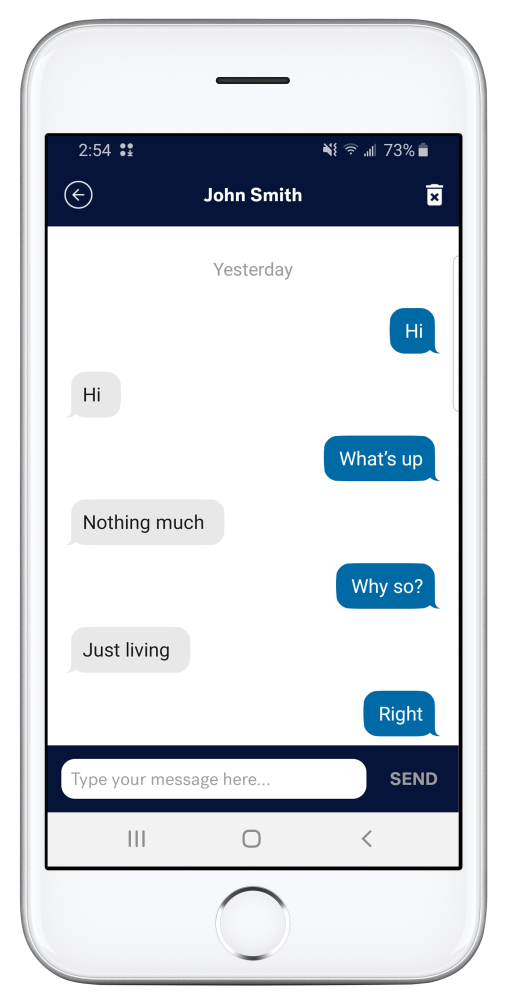 2:54 73%
John Smith
Yesterday
Hi
Hi
What's up
Nothing much
Why so?
Just living
Right
Type your message here...
SEND